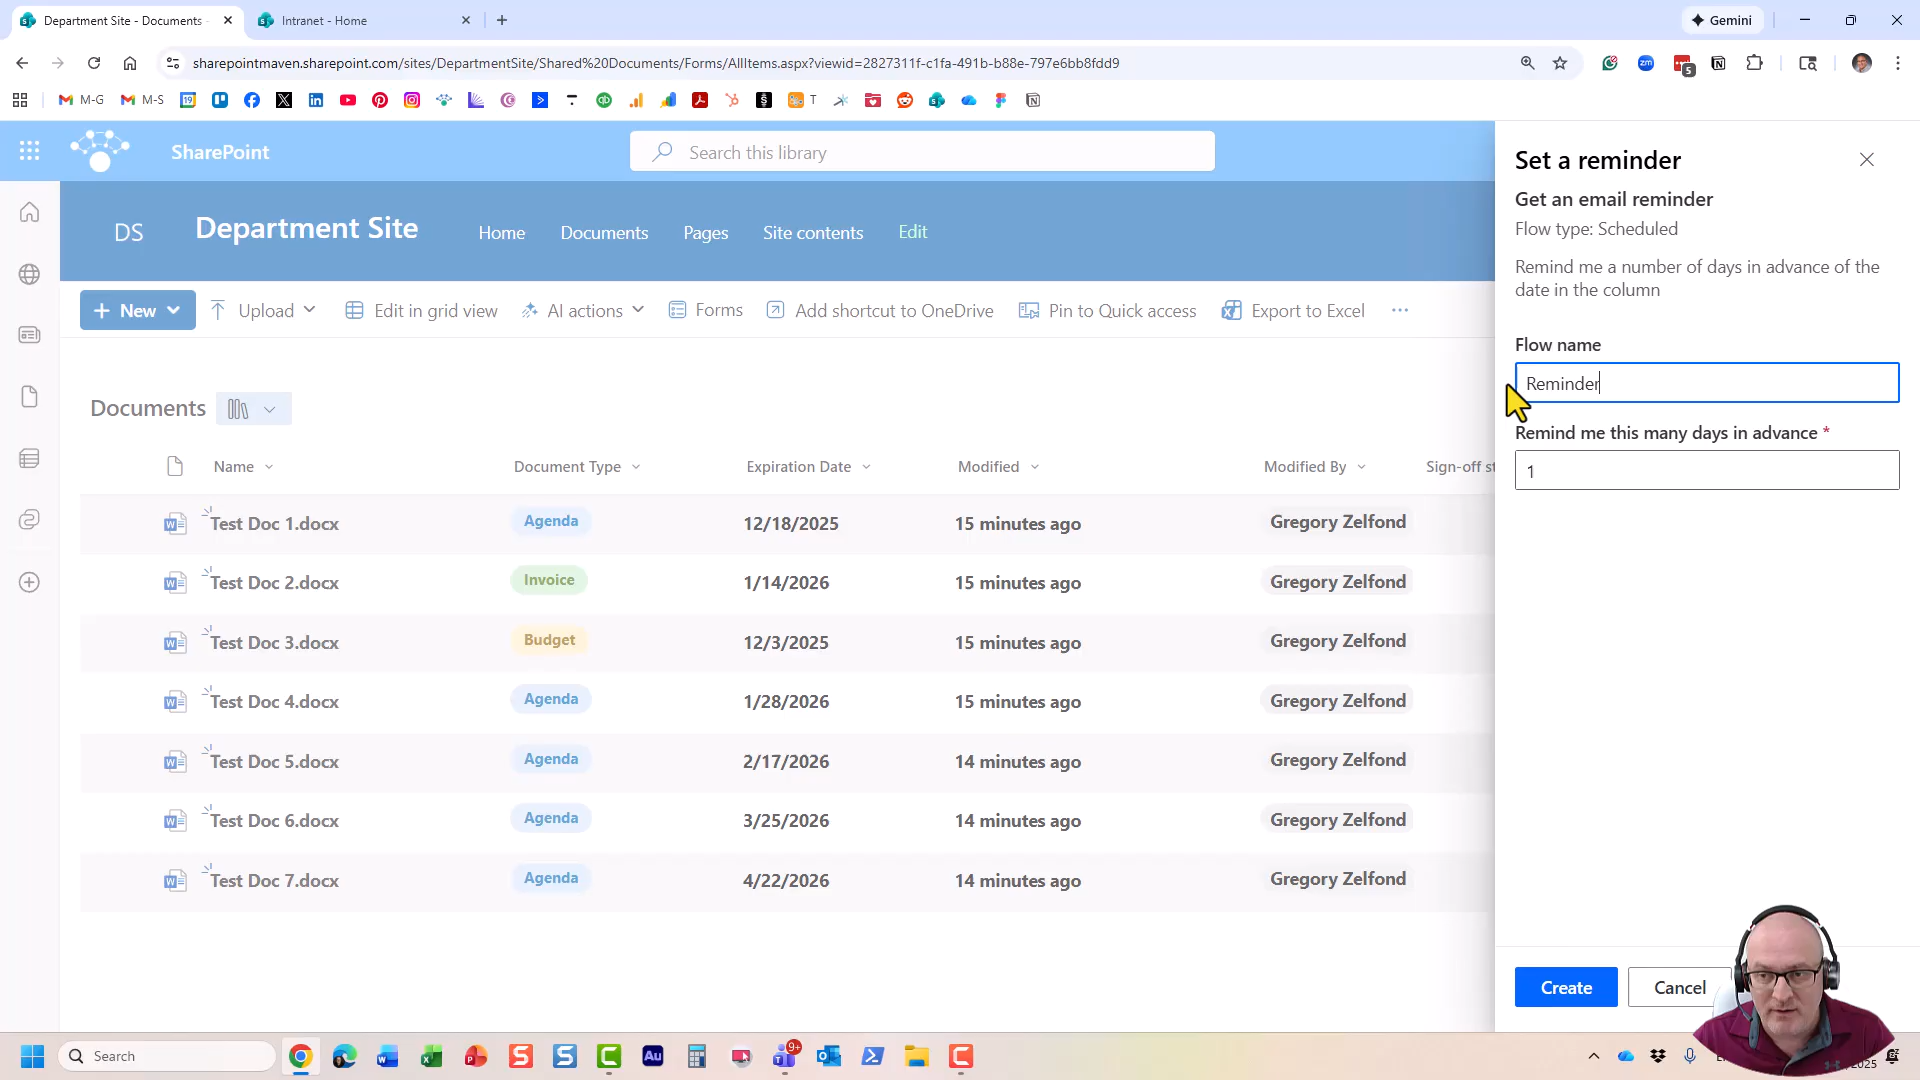 Department Site - Documents
Intranet - Home
Gemini
sharepointmaven.sharepoint.com/sites/DepartmentSite/Shared%20Documents/Forms/AllItems.aspx?viewid=2827311f-c1fa-491b-b88e-797e6bb8fdd9
M-G
M-S
T
SharePoint
Search this library
DS
Department Site
Home
Documents
Pages
Site contents
Edit
New
Upload
Edit in grid view
AI actions
Forms
Add shortcut to OneDrive
Pin to Quick access
Export to Excel
Documents
Name
Document Type
Expiration Date
Modified
Modified By
Sign-off st
Test Doc 1.docx
Agenda
12/18/2025
15 minutes ago
Gregory Zelfond
Test Doc 2.docx
Invoice
1/14/2026
15 minutes ago
Gregory Zelfond
Test Doc 3.docx
Budget
12/3/2025
15 minutes ago
Gregory Zelfond
Test Doc 4.docx
Agenda
1/28/2026
15 minutes ago
Gregory Zelfond
Test Doc 5.docx
Agenda
2/17/2026
14 minutes ago
Gregory Zelfond
Test Doc 6.docx
Agenda
3/25/2026
14 minutes ago
Gregory Zelfond
Test Doc 7.docx
Agenda
4/22/2026
14 minutes ago
Gregory Zelfond
Set a reminder
Get an email reminder
Flow type: Scheduled
Remind me a number of days in advance of the
date in the column
Flow name
Reminder
Remind me this many days in advance *
1
Create
Cancel
Search
9+